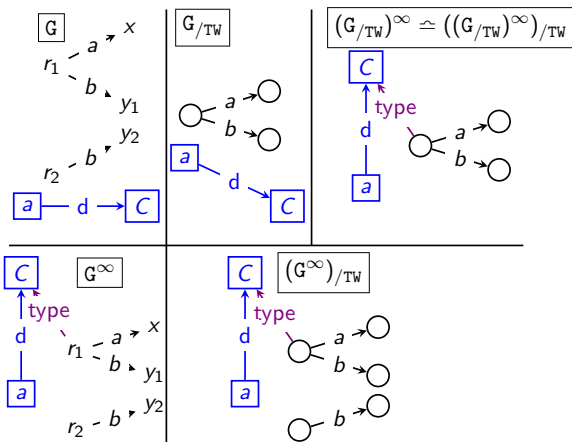 G
a
x
r₁
b
y₁
y₂
b
r₂
a
d
C
G/TW
a
b
a
d
C
(G/TW)∞ ≏ ((G/TW)∞)/TW
C
type
d
a
b
a
C
G∞
type
d
a
x
r₁
b
y₁
a
y₂
b
r₂
C
(G∞)/TW
type
d
a
b
a
b